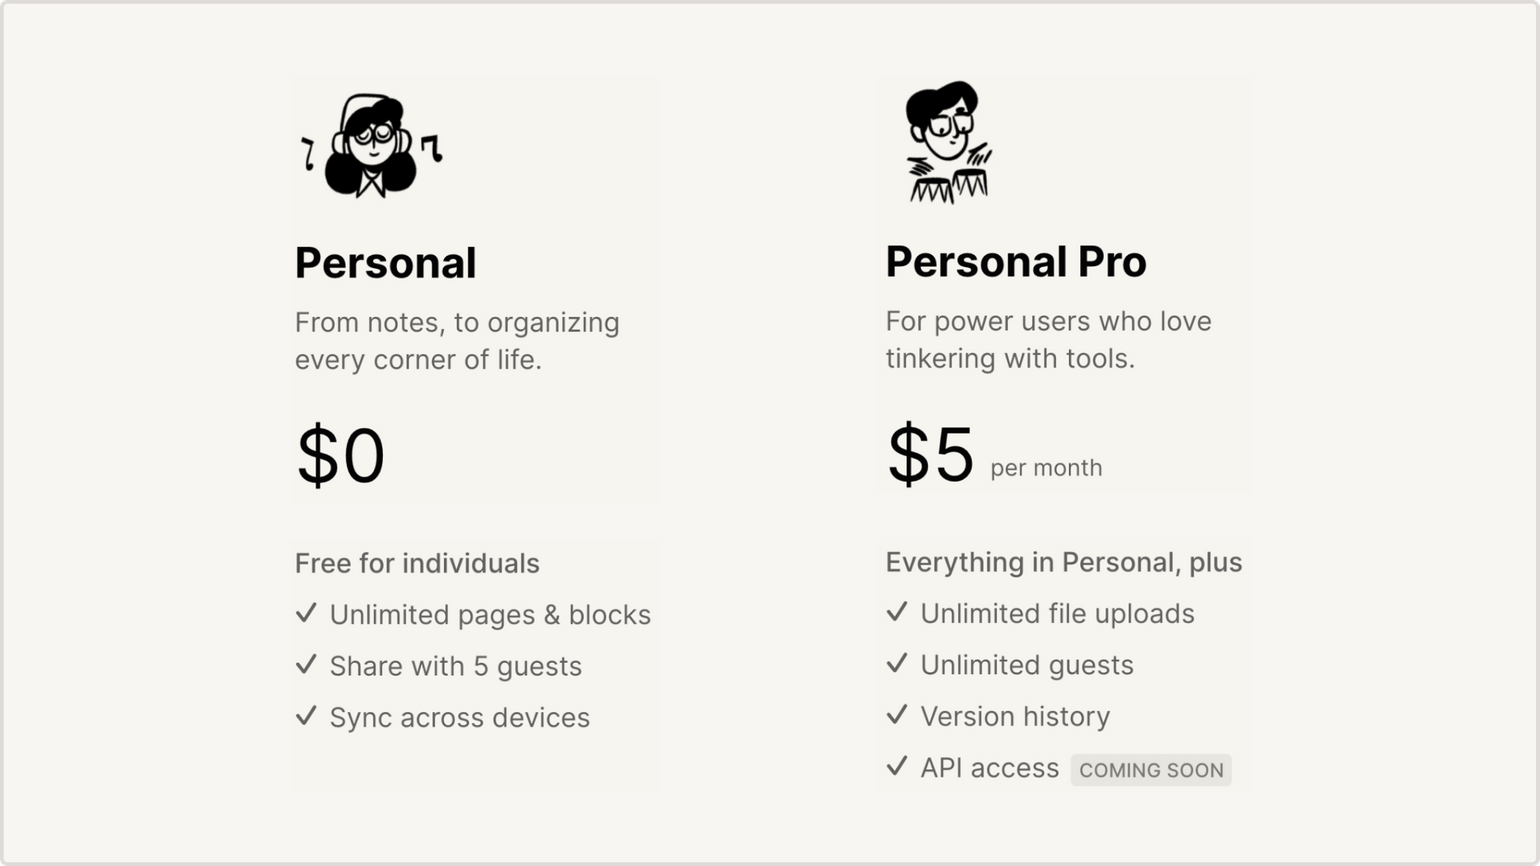 Personal
From notes, to organizing
every corner of life.
$0
Free for individuals
Unlimited pages & blocks
Share with 5 guests
Sync across devices
Personal Pro
For power users who love
tinkering with tools.
$5 per month
Everything in Personal, plus
Unlimited file uploads
Unlimited guests
Version history
API access COMING SOON